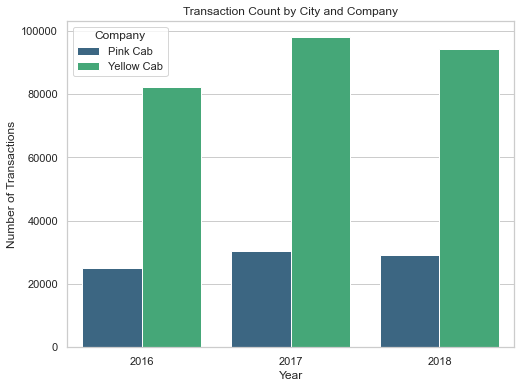 Transaction Count by City and Company
Company
Pink Cab
Yellow Cab
100000
80000
60000
40000
20000
0
Number of Transactions
2016
2017
2018
Year